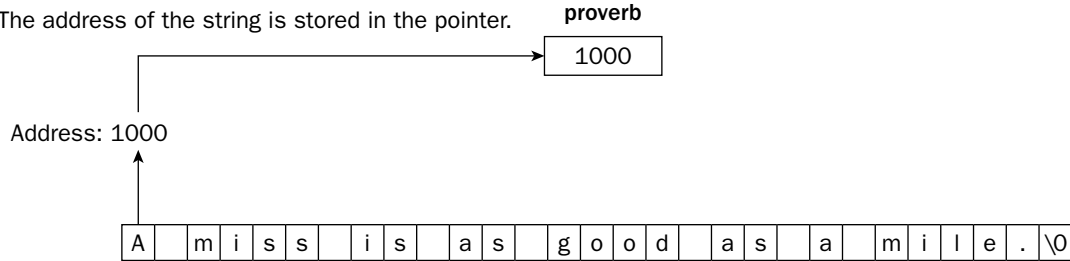 The address of the string is stored in the pointer.
proverb
1000
Address: 1000
A miss is as good as a mile.\0